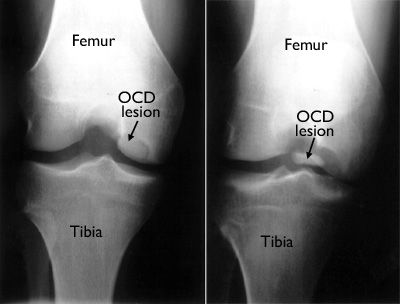 Femur
OCD
lesion
Tibia
Femur
OCD
lesion
Tibia